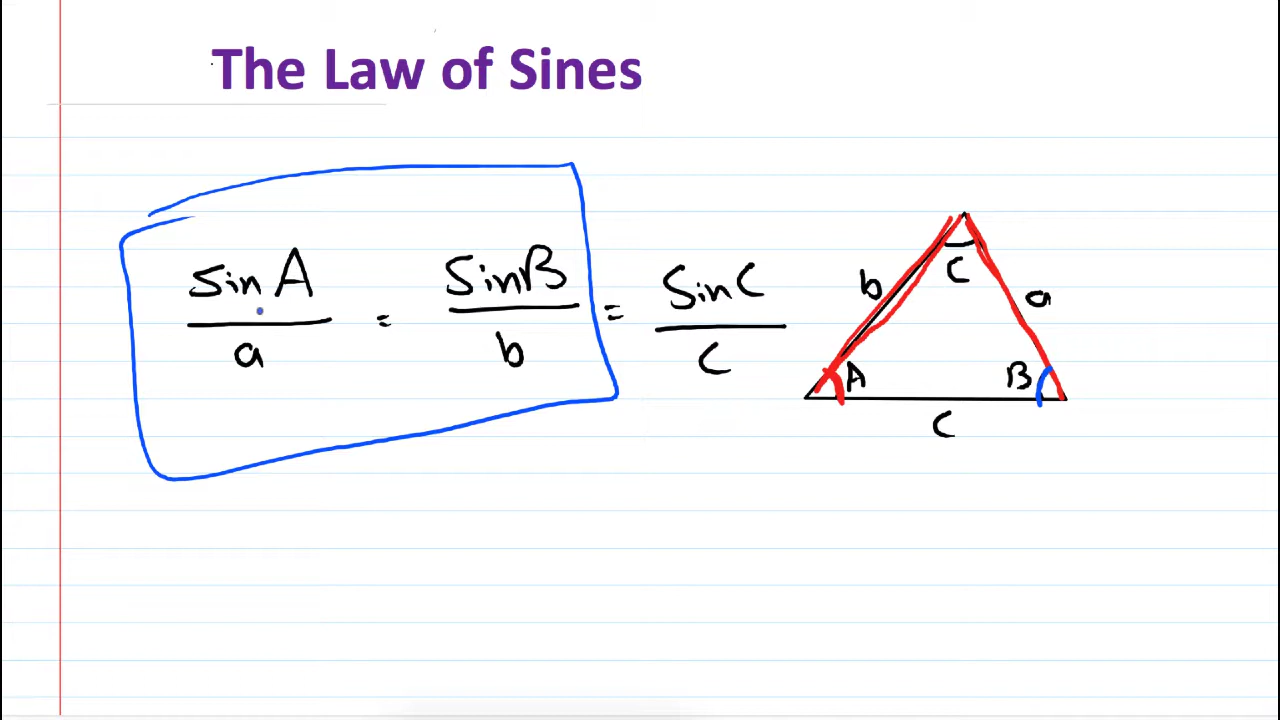 The Law of Sines
sin A / a = sin B / b = sin C / c
b
C
a
A
B
c